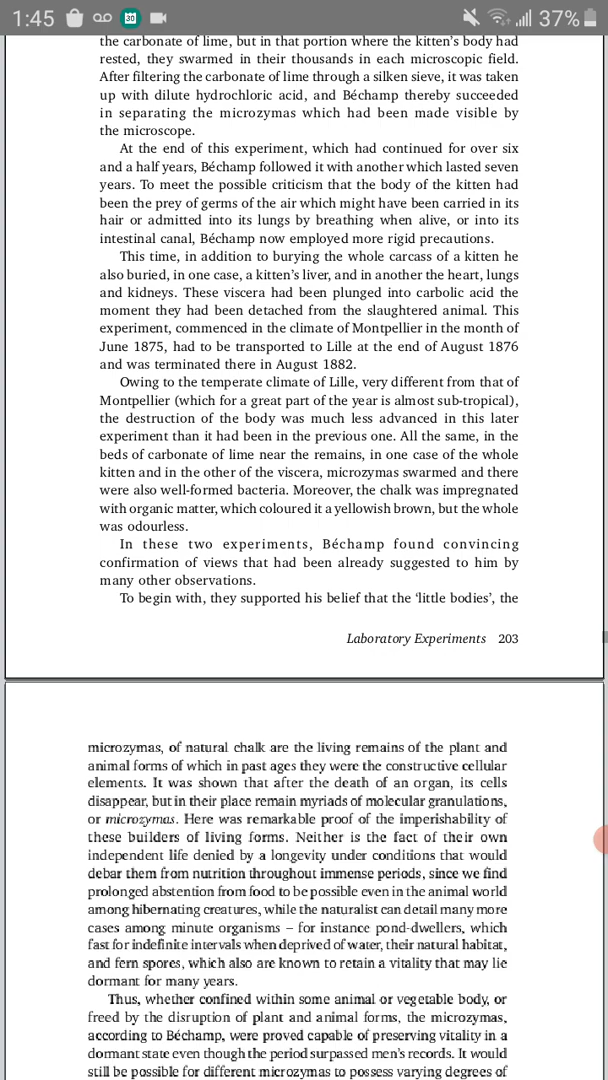 1:45 30 37%
the carbonate of lime, but in that portion where the kitten's body had
rested, they swarmed in their thousands in each microscopic field.
After filtering the carbonate of lime through a silken sieve, it was taken
up with dilute hydrochloric acid, and Béchamp thereby succeeded
in separating the microzymas which had been made visible by
the microscope.
At the end of this experiment, which had continued for over six
and a half years, Béchamp followed it with another which lasted seven
years. To meet the possible criticism that the body of the kitten had
been the prey of germs of the air which might have been carried in its
hair or admitted into its lungs by breathing when alive, or into its
intestinal canal, Béchamp now employed more rigid precautions.
This time, in addition to burying the whole carcass of a kitten he
also buried, in one case, a kitten's liver, and in another the heart, lungs
and kidneys. These viscera had been plunged into carbolic acid the
moment they had been detached from the slaughtered animal. This
experiment, commenced in the climate of Montpellier in the month of
June 1875, had to be transported to Lille at the end of August 1876
and was terminated there in August 1882.
Owing to the temperate climate of Lille, very different from that of
Montpellier (which for a great part of the year is almost sub-tropical),
the destruction of the body was much less advanced in this later
experiment than it had been in the previous one. All the same, in the
beds of carbonate of lime near the remains, in one case of the whole
kitten and in the other of the viscera, microzymas swarmed and there
were also well-formed bacteria. Moreover, the chalk was impregnated
with organic matter, which coloured it a yellowish brown, but the whole
was odourless.
In these two experiments, Béchamp found convincing
confirmation of views that had been already suggested to him by
many other observations.
To begin with, they supported his belief that the 'little bodies', the
Laboratory Experiments 203
microzymas, of natural chalk are the living remains of the plant and
animal forms of which in past ages they were the constructive cellular
elements. It was shown that after the death of an organ, its cells
disappear, but in their place remain myriads of molecular granulations,
or microzymas. Here was remarkable proof of the imperishability of
these builders of living forms. Neither is the fact of their own
independent life denied by a longevity under conditions that would
debar them from nutrition throughout immense periods, since we find
prolonged abstention from food to be possible even in the animal world
among hibernating creatures, while the naturalist can detail many more
cases among minute organisms – for instance pond-dwellers, which
fast for indefinite intervals when deprived of water, their natural habitat,
and fern spores, which also are known to retain a vitality that may lie
dormant for many years.
Thus, whether confined within some animal or vegetable body, or
freed by the disruption of plant and animal forms, the microzymas,
according to Béchamp, were proved capable of preserving vitality in a
dormant state even though the period surpassed men's records. It would
still be possible for different microzymas to possess varying degrees of